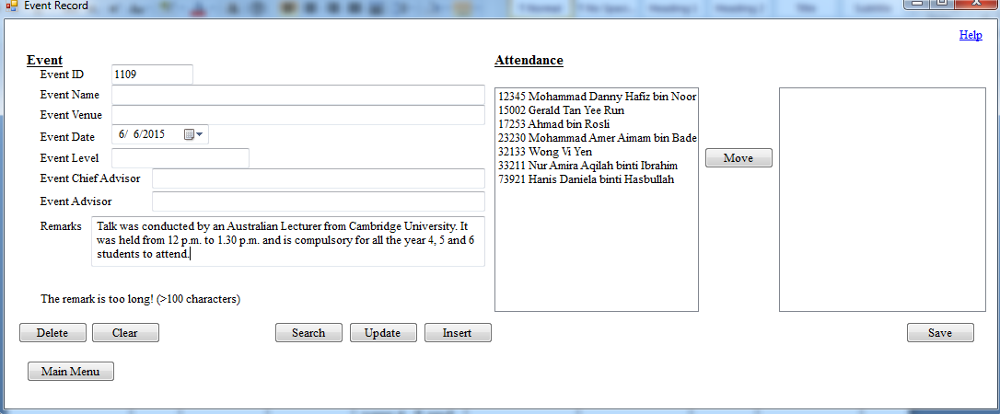 Event Record
Help
Event
Event ID 1109
Event Name
Event Venue
Event Date 6/ 6/2015
Event Level
Event Chief Advisor
Event Advisor
Remarks Talk was conducted by an Australian Lecturer from Cambridge University. It
was held from 12 p.m. to 1.30 p.m. and is compulsory for all the year 4, 5 and 6
students to attend.
The remark is too long! (>100 characters)
Delete Clear Search Update Insert
Main Menu
Attendance
12345 Mohammad Danny Hafiz bin Noor
15002 Gerald Tan Yee Run
17253 Ahmad bin Rosli
23230 Mohammad Amer Aimam bin Bade
32133 Wong Vi Yen
33211 Nur Amira Aqilah binti Ibrahim
73921 Hanis Daniela binti Hasbullah
Move
Save